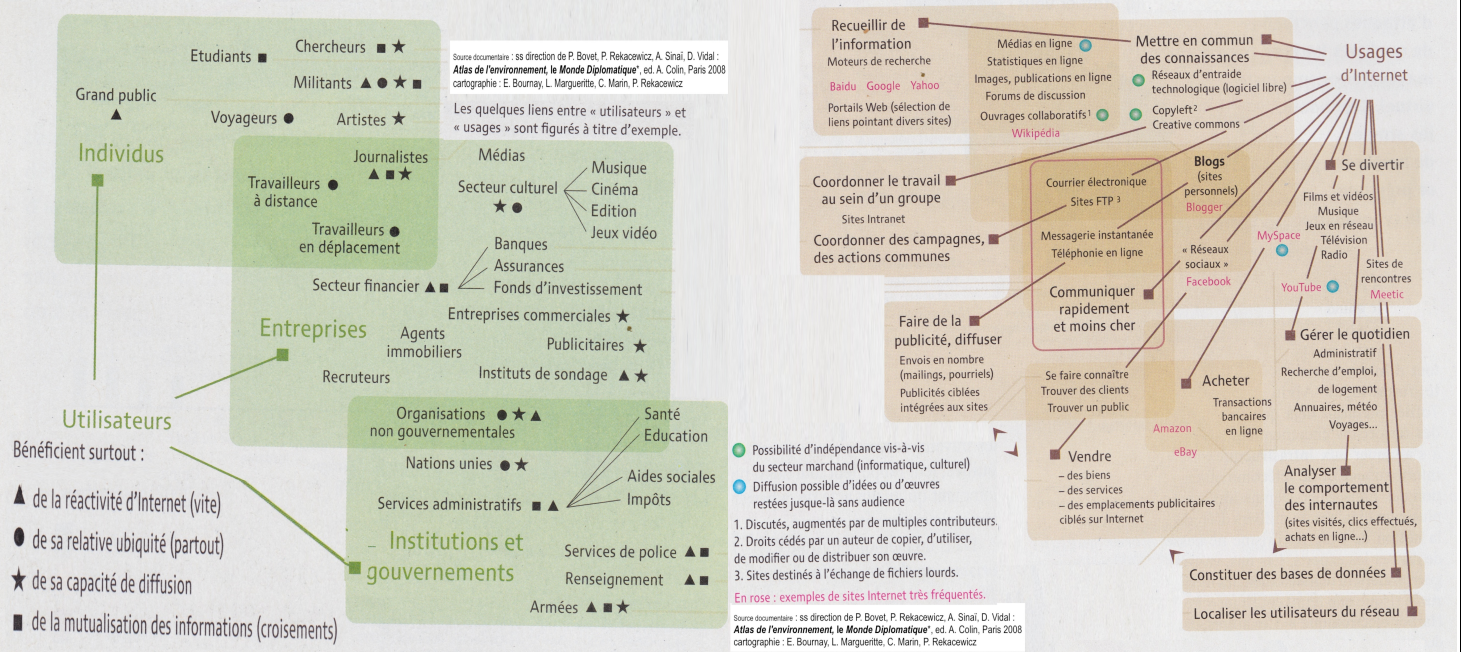 Etudiants ■
Chercheurs ■ ★
Militants ▲ ● ★ ■
Grand public
▲
Voyageurs ●
Artistes ★
Individus
Source documentaire : ss direction de P. Bovet, P. Rekacewicz, A. Sinaï, D. Vidal :
Atlas de l'environnement, le Monde Diplomatique", ed. A. Colin, Paris 2008
cartographie : E. Bournay, L. Margueritte, C. Marin, P. Rekacewicz
Les quelques liens entre « utilisateurs » et
« usages » sont figurés à titre d'exemple.
Journalistes
▲ ■ ★
Travailleurs ●
à distance
Travailleurs ●
en déplacement
Médias
Secteur culturel
★ ●
Musique
Cinéma
Edition
Jeux vidéo
Banques
Assurances
Fonds d'investissement
Secteur financier ▲ ■
Entreprises
Entreprises commerciales ★
Agents
immobiliers
Publicitaires ★
Recruteurs
Instituts de sondage ▲ ★
Utilisateurs
Organisations ● ★ ▲
non gouvernementales
Santé
Education
Nations unies ● ★
Aides sociales
Impôts
Services administratifs ■ ▲
Institutions et
gouvernements
Services de police ▲ ■
Renseignement ▲ ■
Armées ▲ ■ ★
Bénéficient surtout :
▲ de la réactivité d'Internet (vite)
● de sa relative ubiquité (partout)
★ de sa capacité de diffusion
■ de la mutualisation des informations (croisements)
Usages
d'Internet
Recueillir de
l'information
Moteurs de recherche
Baidu Google Yahoo
Portails Web (sélection de
liens pointant divers sites)
Médias en ligne
Statistiques en ligne
Images, publications en ligne
Forums de discussion
Ouvrages collaboratifs¹
Wikipédia
Mettre en commun
des connaissances
Réseaux d'entraide
technologique (logiciel libre)
Copyleft²
Creative commons
Coordonner le travail
au sein d'un groupe
Sites Intranet
Coordonner des campagnes,
des actions communes
Courrier électronique
Sites FTP ³
Messagerie instantanée
Téléphonie en ligne
Communiquer
rapidement
et moins cher
Blogs
(sites
personnels)
Blogger
« Réseaux
sociaux »
Facebook
MySpace
YouTube
Se divertir
Films et vidéos
Musique
Jeux en réseau
Télévision
Radio
Sites de
rencontres
Meetic
Faire de la
publicité, diffuser
Envois en nombre
(mailings, pourriels)
Publicités ciblées
intégrées aux sites
Se faire connaître
Trouver des clients
Trouver un public
Acheter
Transactions
bancaires
en ligne
Amazon
eBay
Gérer le quotidien
Administratif
Recherche d'emploi,
de logement
Annuaires, météo
Voyages...
Vendre
– des biens
– des services
– des emplacements publicitaires
ciblés sur Internet
Analyser
le comportement
des internautes
(sites visités, clics effectués,
achats en ligne...)
Constituer des bases de données
Localiser les utilisateurs du réseau
Possibilité d'indépendance vis-à-vis
du secteur marchand (informatique, culturel)
Diffusion possible d'idées ou d'œuvres
restées jusque-là sans audience
1. Discutés, augmentés par de multiples contributeurs.
2. Droits cédés par un auteur de copier, d'utiliser,
de modifier ou de distribuer son œuvre.
3. Sites destinés à l'échange de fichiers lourds.
En rose : exemples de sites Internet très fréquentés.
Source documentaire : ss direction de P. Bovet, P. Rekacewicz, A. Sinaï, D. Vidal :
Atlas de l'environnement, le Monde Diplomatique", ed. A. Colin, Paris 2008
cartographie : E. Bournay, L. Margueritte, C. Marin, P. Rekacewicz